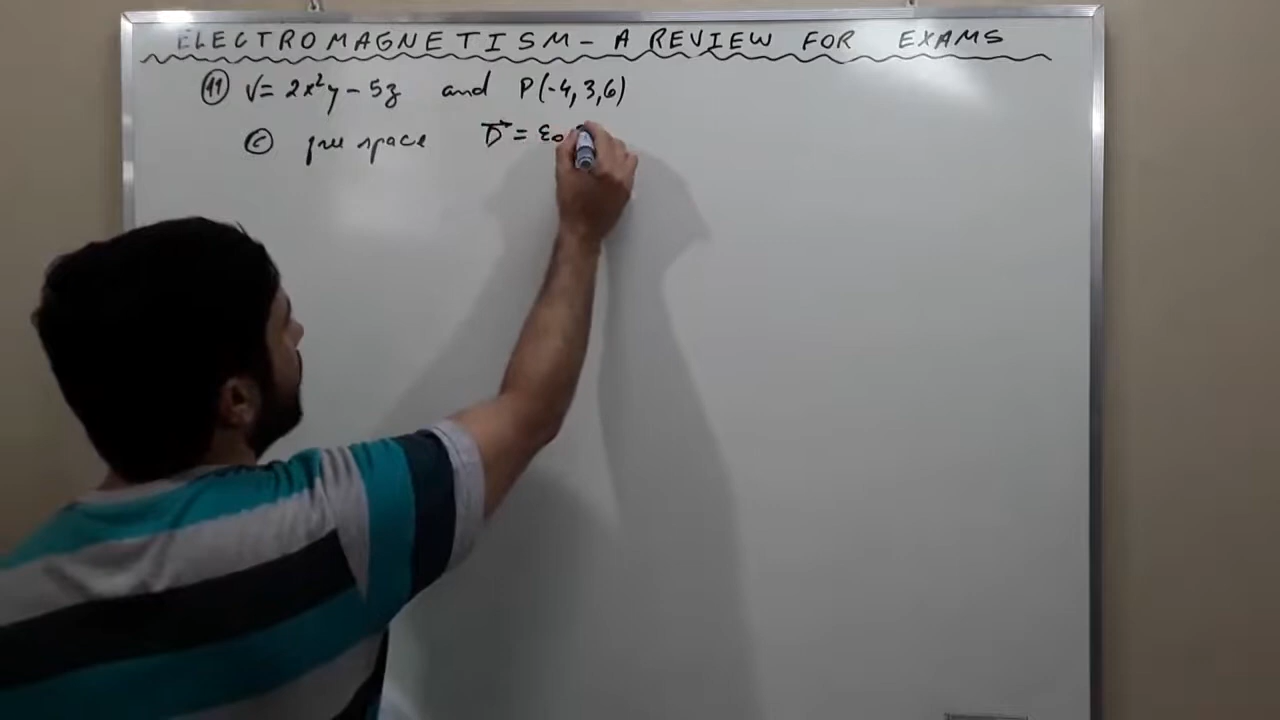 ELECTROMAGNETISM - A REVIEW FOR EXAMS
11 V = 2x²y - 5z and P(-4, 3, 6)
c free space D⃗ = ε₀